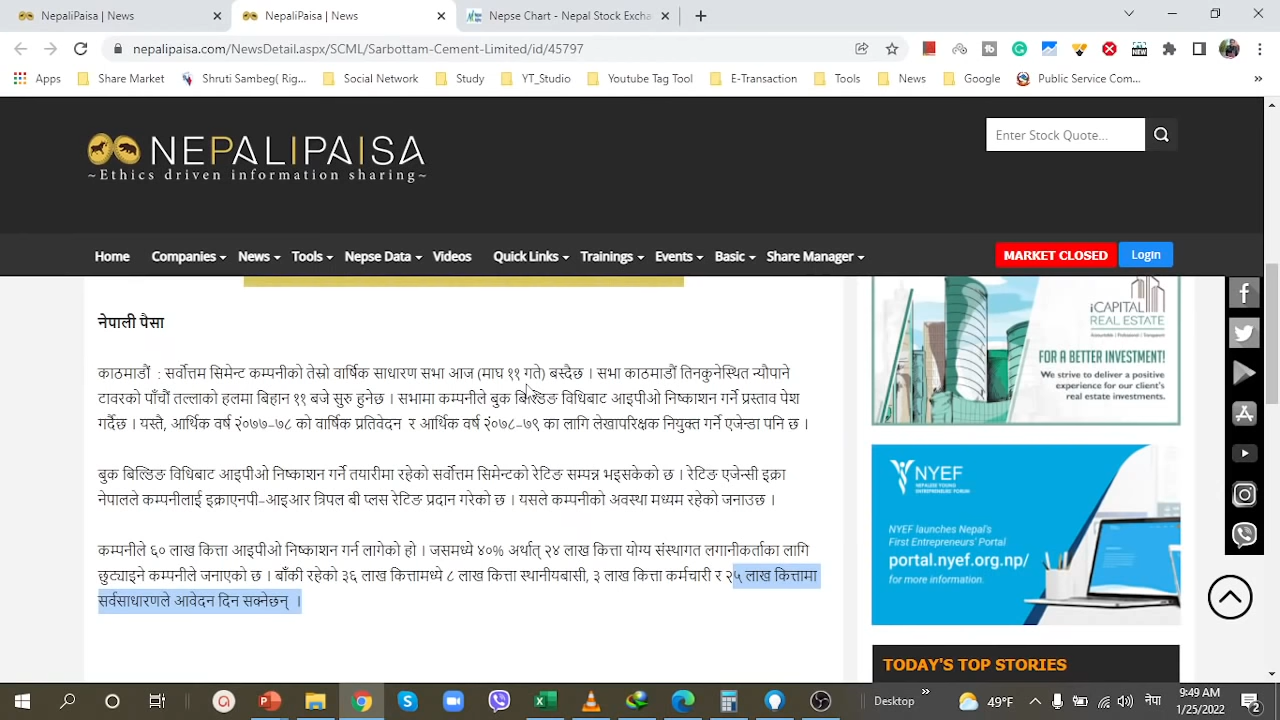 NepaliPaisa
NepaliPaisa
Nepse Chart - Nepal Stock Excha
nepalipaisa.com/NewsDetail.aspx/SCML/Sarbottam-Cement-Limited/id/45797
Apps
Share Market
Shruti Sambeg( Rig...
Social Network
Study
YT_Studio
Youtube Tag Tool
E-Transaction
Tools
News
Google
Public Service Com...
NEPALIPAISA
~Ethics driven information sharing~
Enter Stock Quote...
Home
Companies
News
Tools
Nepse Data
Videos
Quick Links
Trainings
Events
Basic
Share Manager
MARKET CLOSED
Login
नेपाली पैसा
काठमाडौं : सर्वोत्तम सिमेन्ट कम्पनीको तेस्रो वार्षिक साधारण सभा आज (माघ ११ गते) बस्दैछ । सभा काठमाडौं तिनकुनेस्थित न्यौपाने
टावरको पाँचौँ तल्लाको हलमा बिहान ११ बजे सुरु हुनेछ । सभामा कम्पनीले बुक बिल्डिङ विधिबाट आइपीओ निष्काशन गर्ने प्रस्ताव पेश
गर्दैछ । यस्तै, आर्थिक वर्ष २०७७-७८ को वार्षिक प्रतिवेदन र आर्थिक वर्ष २०७८-७९ का लागि लेखापरिक्षक नियुक्त गर्ने एजेन्डा पनि छ ।
बुक बिल्डिङ विधिबाट आइपीओ निष्काशन गर्ने तयारीमा रहेको सर्वोत्तम सिमेन्टको रेटिङ सम्पन्न भइसकेको छ । रेटिङ एजेन्सी इक्रा
नेपालले कम्पनीलाई इक्राएनपी-आइआर त्रिपल बी प्लस रेटिङ प्रदान गरेको छ । यसले कम्पनीको अवस्था मध्यम रहेको जनाउछ ।
कम्पनीले ६० लाख कित्ता आइपीओ निष्काशन गर्न लागेको हो । जसमध्ये ४०% अर्थात् २४ लाख कित्ता योग्य संस्थागत लगानीकर्ताका लागि
छुट्याइने कम्पनीले जनाएको छ । बाँकी रहेको ३६ लाख कित्तामध्ये ८ लाख कित्ता स्थानीयबासी, ३ लाख कित्ता कर्मचारी र २५ लाख कित्तामा
सर्वसाधारणले आवेदन दिन सक्नेछन् ।
iCAPITAL
REAL ESTATE
Accountable | Professional | Transparent
FOR A BETTER INVESTMENT!
We strive to deliver a positive
experience for our client's
real estate investments.
NYEF
NEPALESE YOUNG
ENTREPRENEURS' FORUM
NYEF launches Nepal's
First Entrepreneurs' Portal
portal.nyef.org.np/
for more information.
TODAY'S TOP STORIES
Desktop
49°F
9:49 AM
1/25/2022